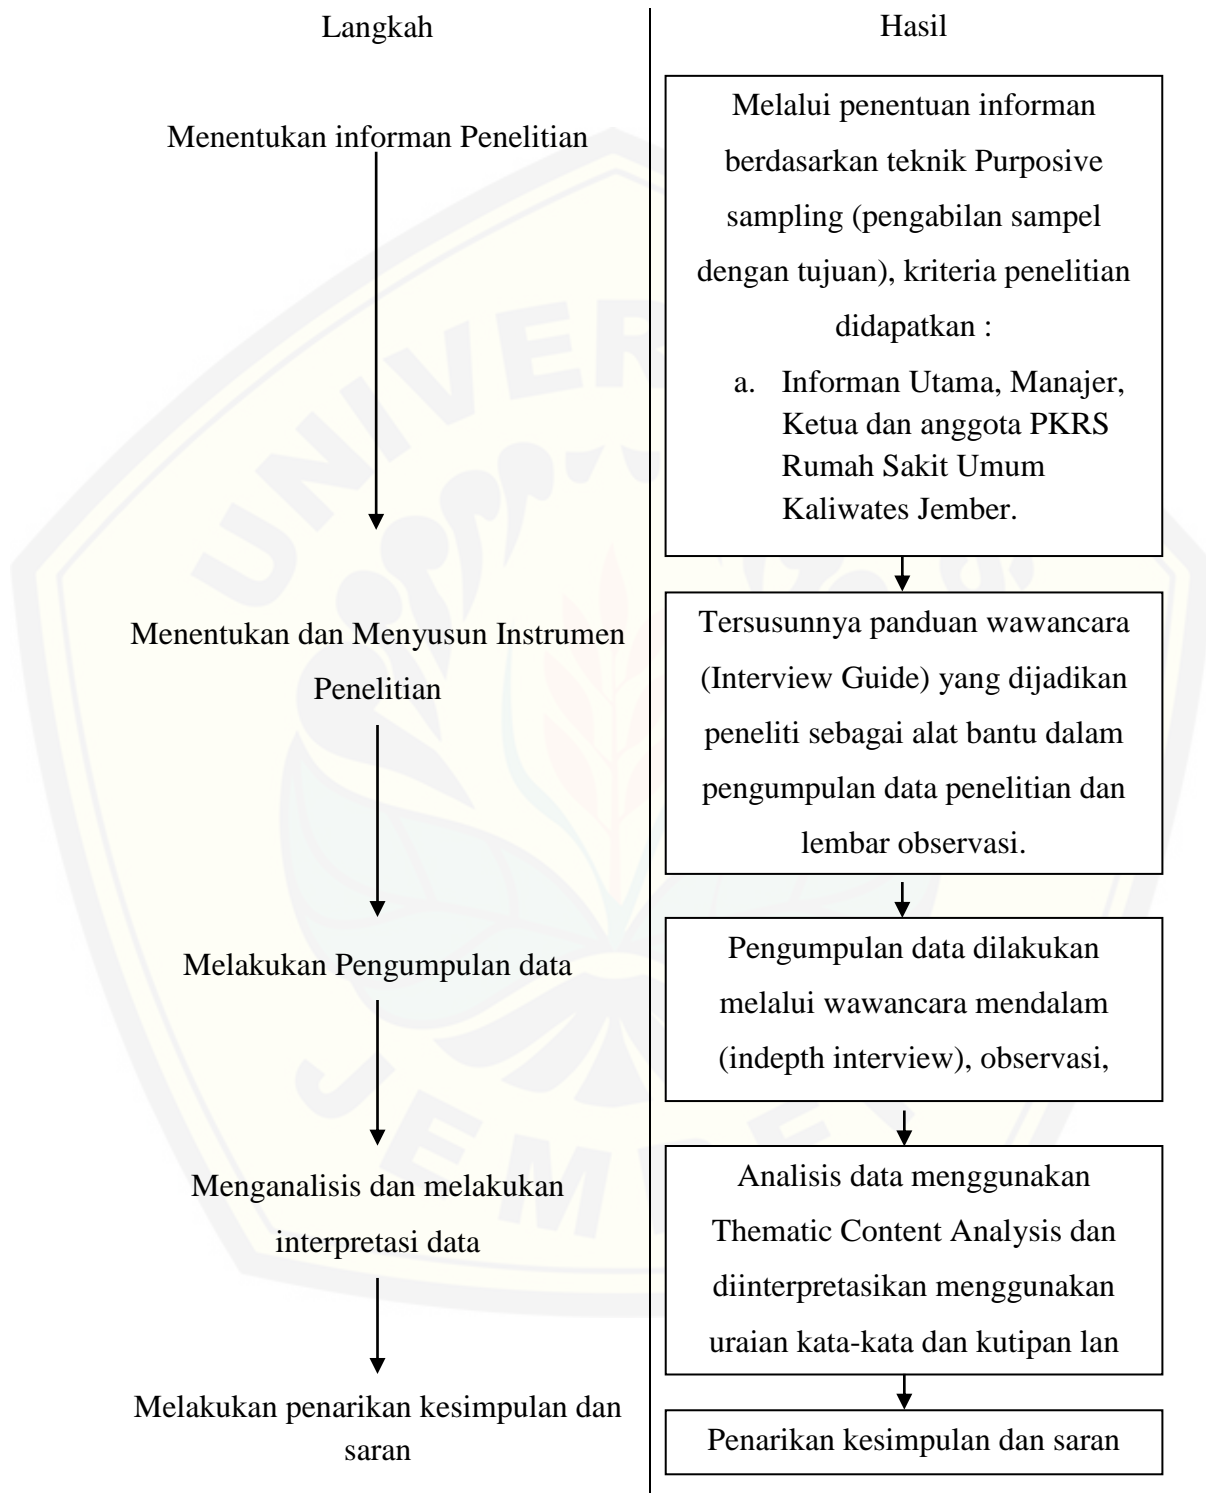 Langkah
Menentukan informan Penelitian
Menentukan dan Menyusun Instrumen
Penelitian
Melakukan Pengumpulan data
Menganalisis dan melakukan
interpretasi data
Melakukan penarikan kesimpulan dan
saran
Hasil
Melalui penentuan informan
berdasarkan teknik Purposive
sampling (pengabilan sampel
dengan tujuan), kriteria penelitian
didapatkan :
a. Informan Utama, Manajer,
Ketua dan anggota PKRS
Rumah Sakit Umum
Kaliwates Jember.
Tersusunnya panduan wawancara
(Interview Guide) yang dijadikan
peneliti sebagai alat bantu dalam
pengumpulan data penelitian dan
lembar observasi.
Pengumpulan data dilakukan
melalui wawancara mendalam
(indepth interview), observasi,
Analisis data menggunakan
Thematic Content Analysis dan
diinterpretasikan menggunakan
uraian kata-kata dan kutipan lan
Penarikan kesimpulan dan saran
JEMBER